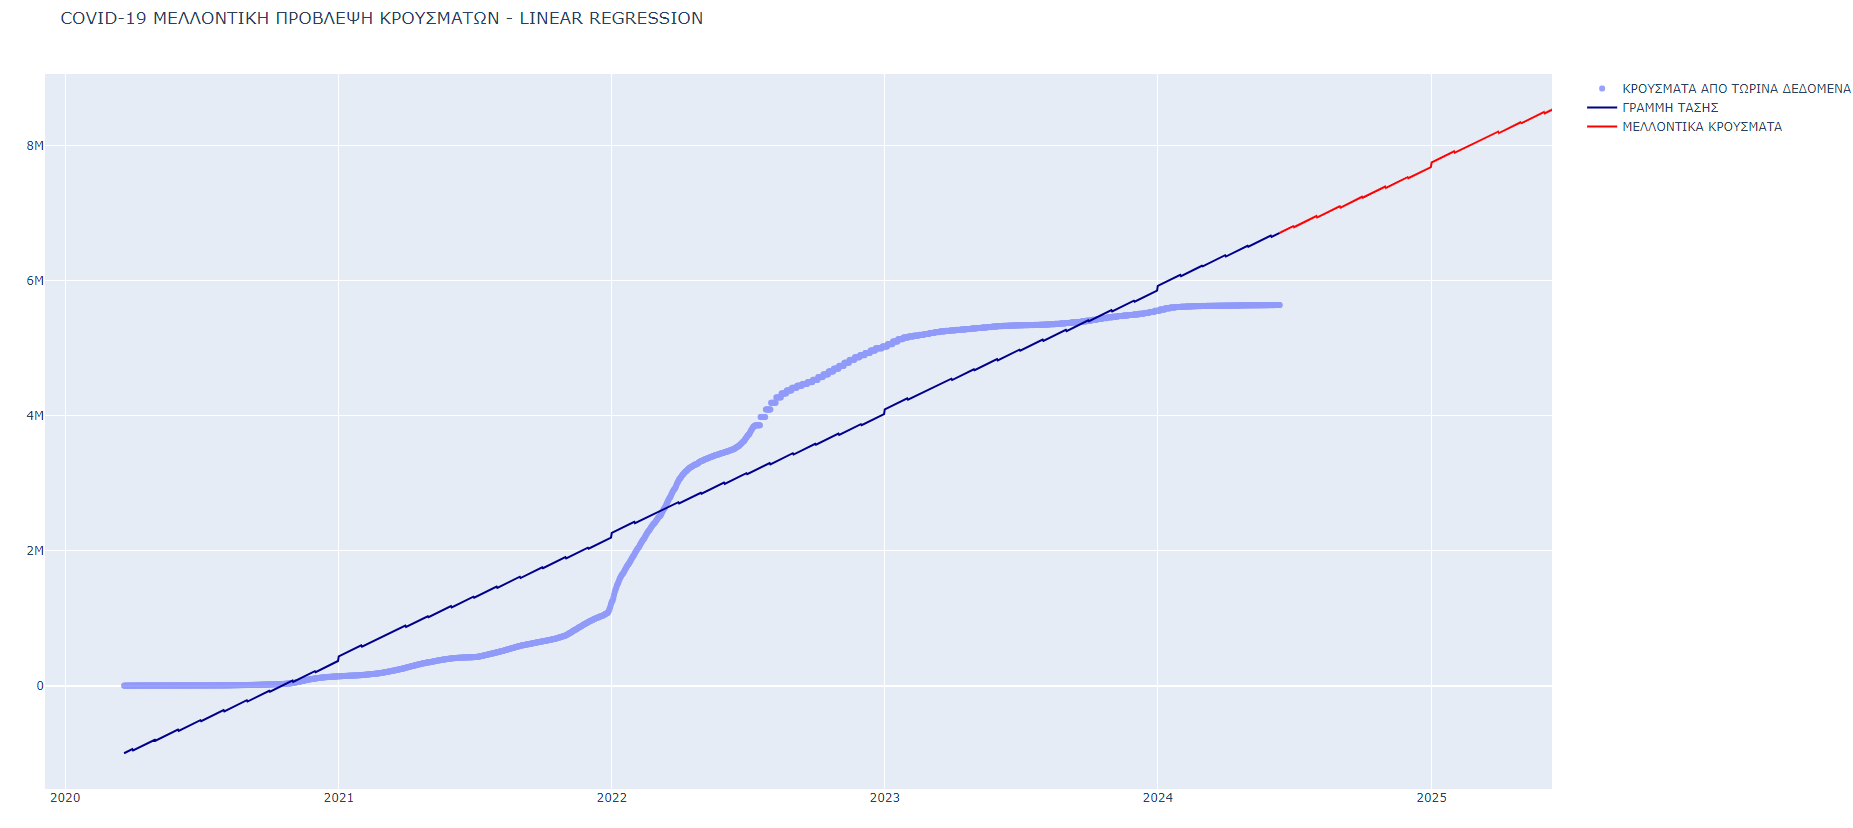 COVID-19 ΜΕΛΛΟΝΤΙΚΗ ΠΡΟΒΛΕΨΗ ΚΡΟΥΣΜΑΤΩΝ - LINEAR REGRESSION
ΚΡΟΥΣΜΑΤΑ ΑΠΟ ΤΩΡΙΝΑ ΔΕΔΟΜΕΝΑ
ΓΡΑΜΜΗ ΤΑΣΗΣ
ΜΕΛΛΟΝΤΙΚΑ ΚΡΟΥΣΜΑΤΑ
8M
6M
4M
2M
0
2020 2021 2022 2023 2024 2025